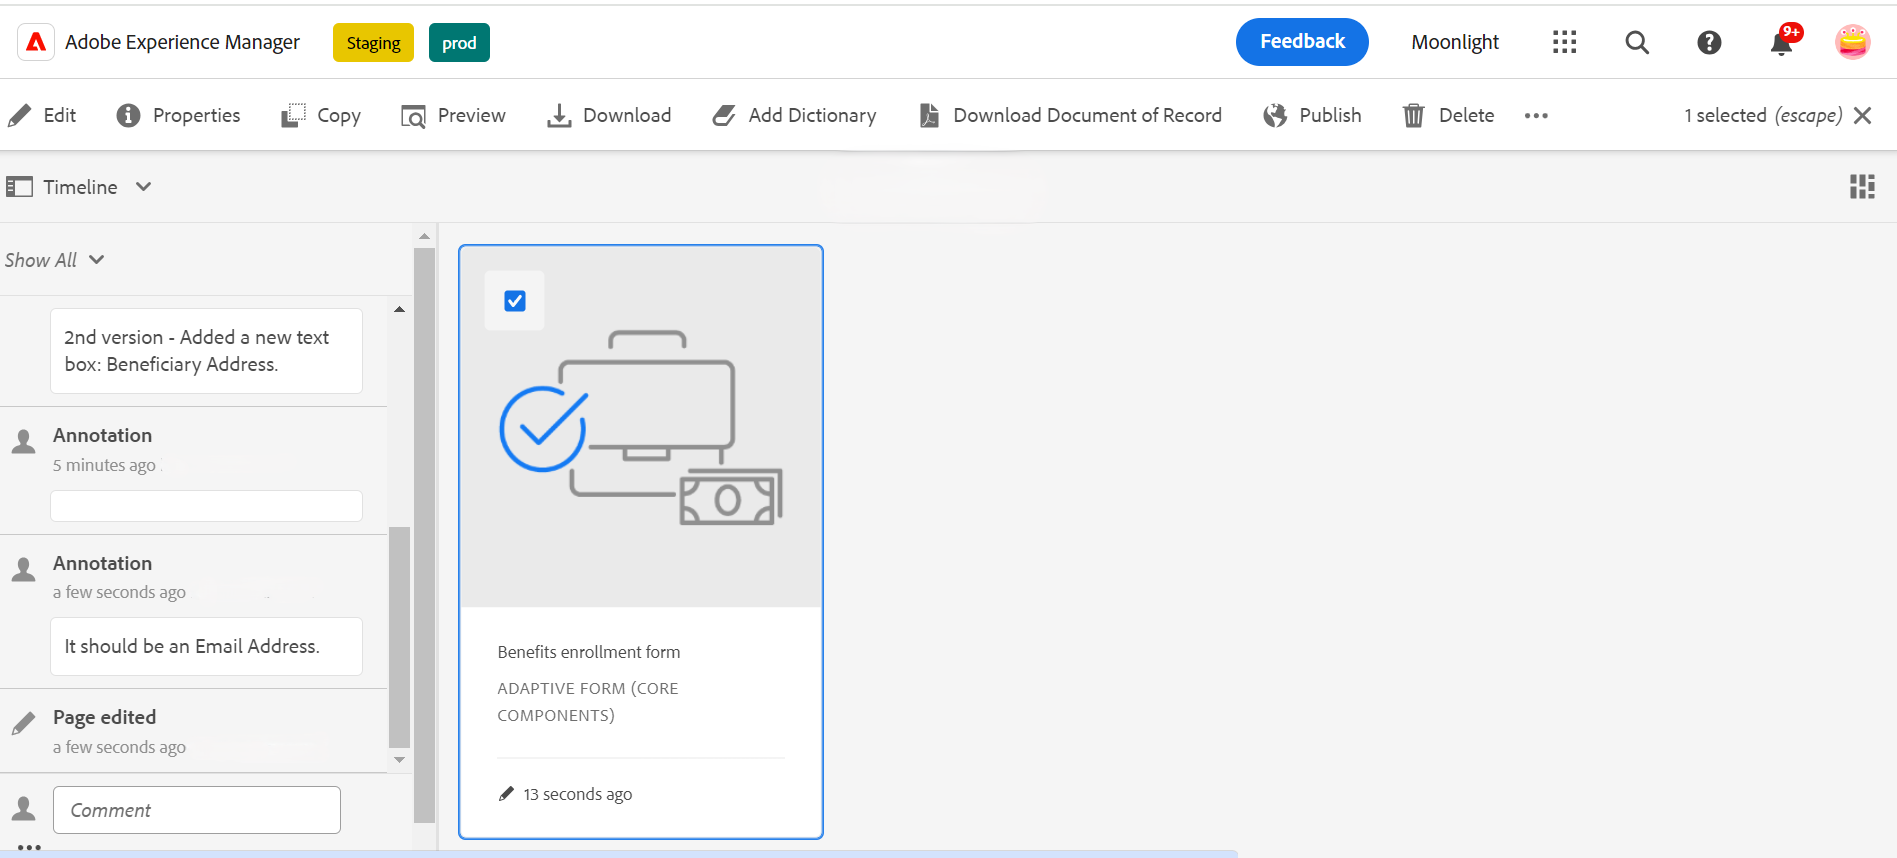 Adobe Experience Manager Staging prod Feedback Moonlight 9+
Edit Properties Copy Preview Download Add Dictionary Download Document of Record Publish Delete 1 selected (escape)
Timeline
Show All
2nd version - Added a new text
box: Beneficiary Address.
Annotation
5 minutes ago
Annotation
a few seconds ago
It should be an Email Address.
Page edited
a few seconds ago
Comment
Benefits enrollment form
ADAPTIVE FORM (CORE
COMPONENTS)
13 seconds ago